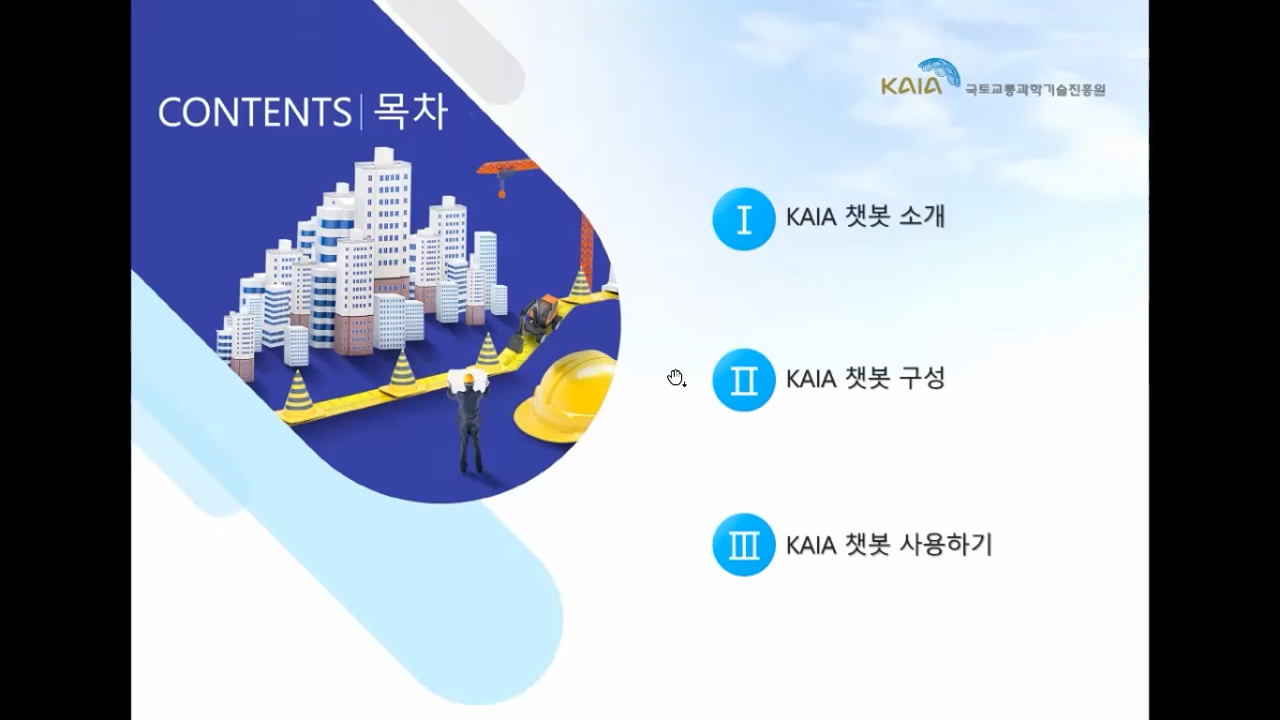 CONTENTS | 목차
KAIA 국토교통과학기술진흥원
Ⅰ KAIA 챗봇 소개
Ⅱ KAIA 챗봇 구성
Ⅲ KAIA 챗봇 사용하기